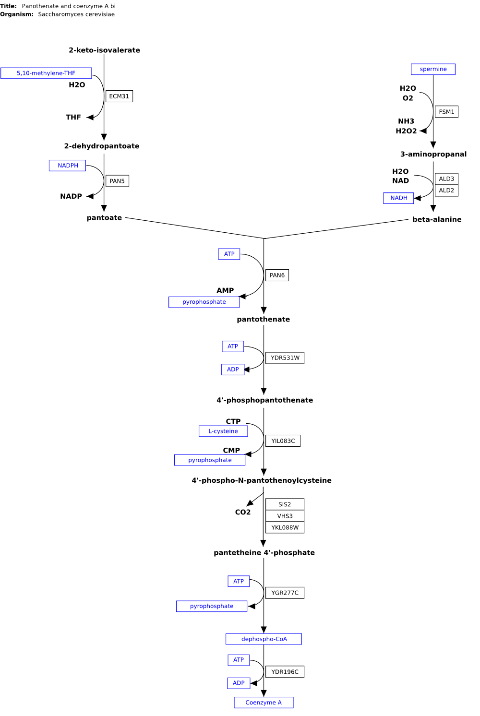 Title: Panothenate and coenzyme A bi
Organism: Saccharomyces cerevisiae
2-keto-isovalerate
5,10-methylene-THF
H2O
ECM31
THF
2-dehydropantoate
NADPH
PAN5
NADP
pantoate
spermine
H2O
O2
FSM1
NH3
H2O2
3-aminopropanal
H2O
NAD
ALD3
ALD2
NADH
beta-alanine
ATP
PAN6
AMP
pyrophosphate
pantothenate
ATP
YDR531W
ADP
4'-phosphopantothenate
CTP
L-cysteine
YIL083C
CMP
pyrophosphate
4'-phospho-N-pantothenoylcysteine
CO2
SIS2
VHS3
YKL088W
pantetheine 4'-phosphate
ATP
YGR277C
pyrophosphate
dephospho-CoA
ATP
YDR196C
ADP
Coenzyme A